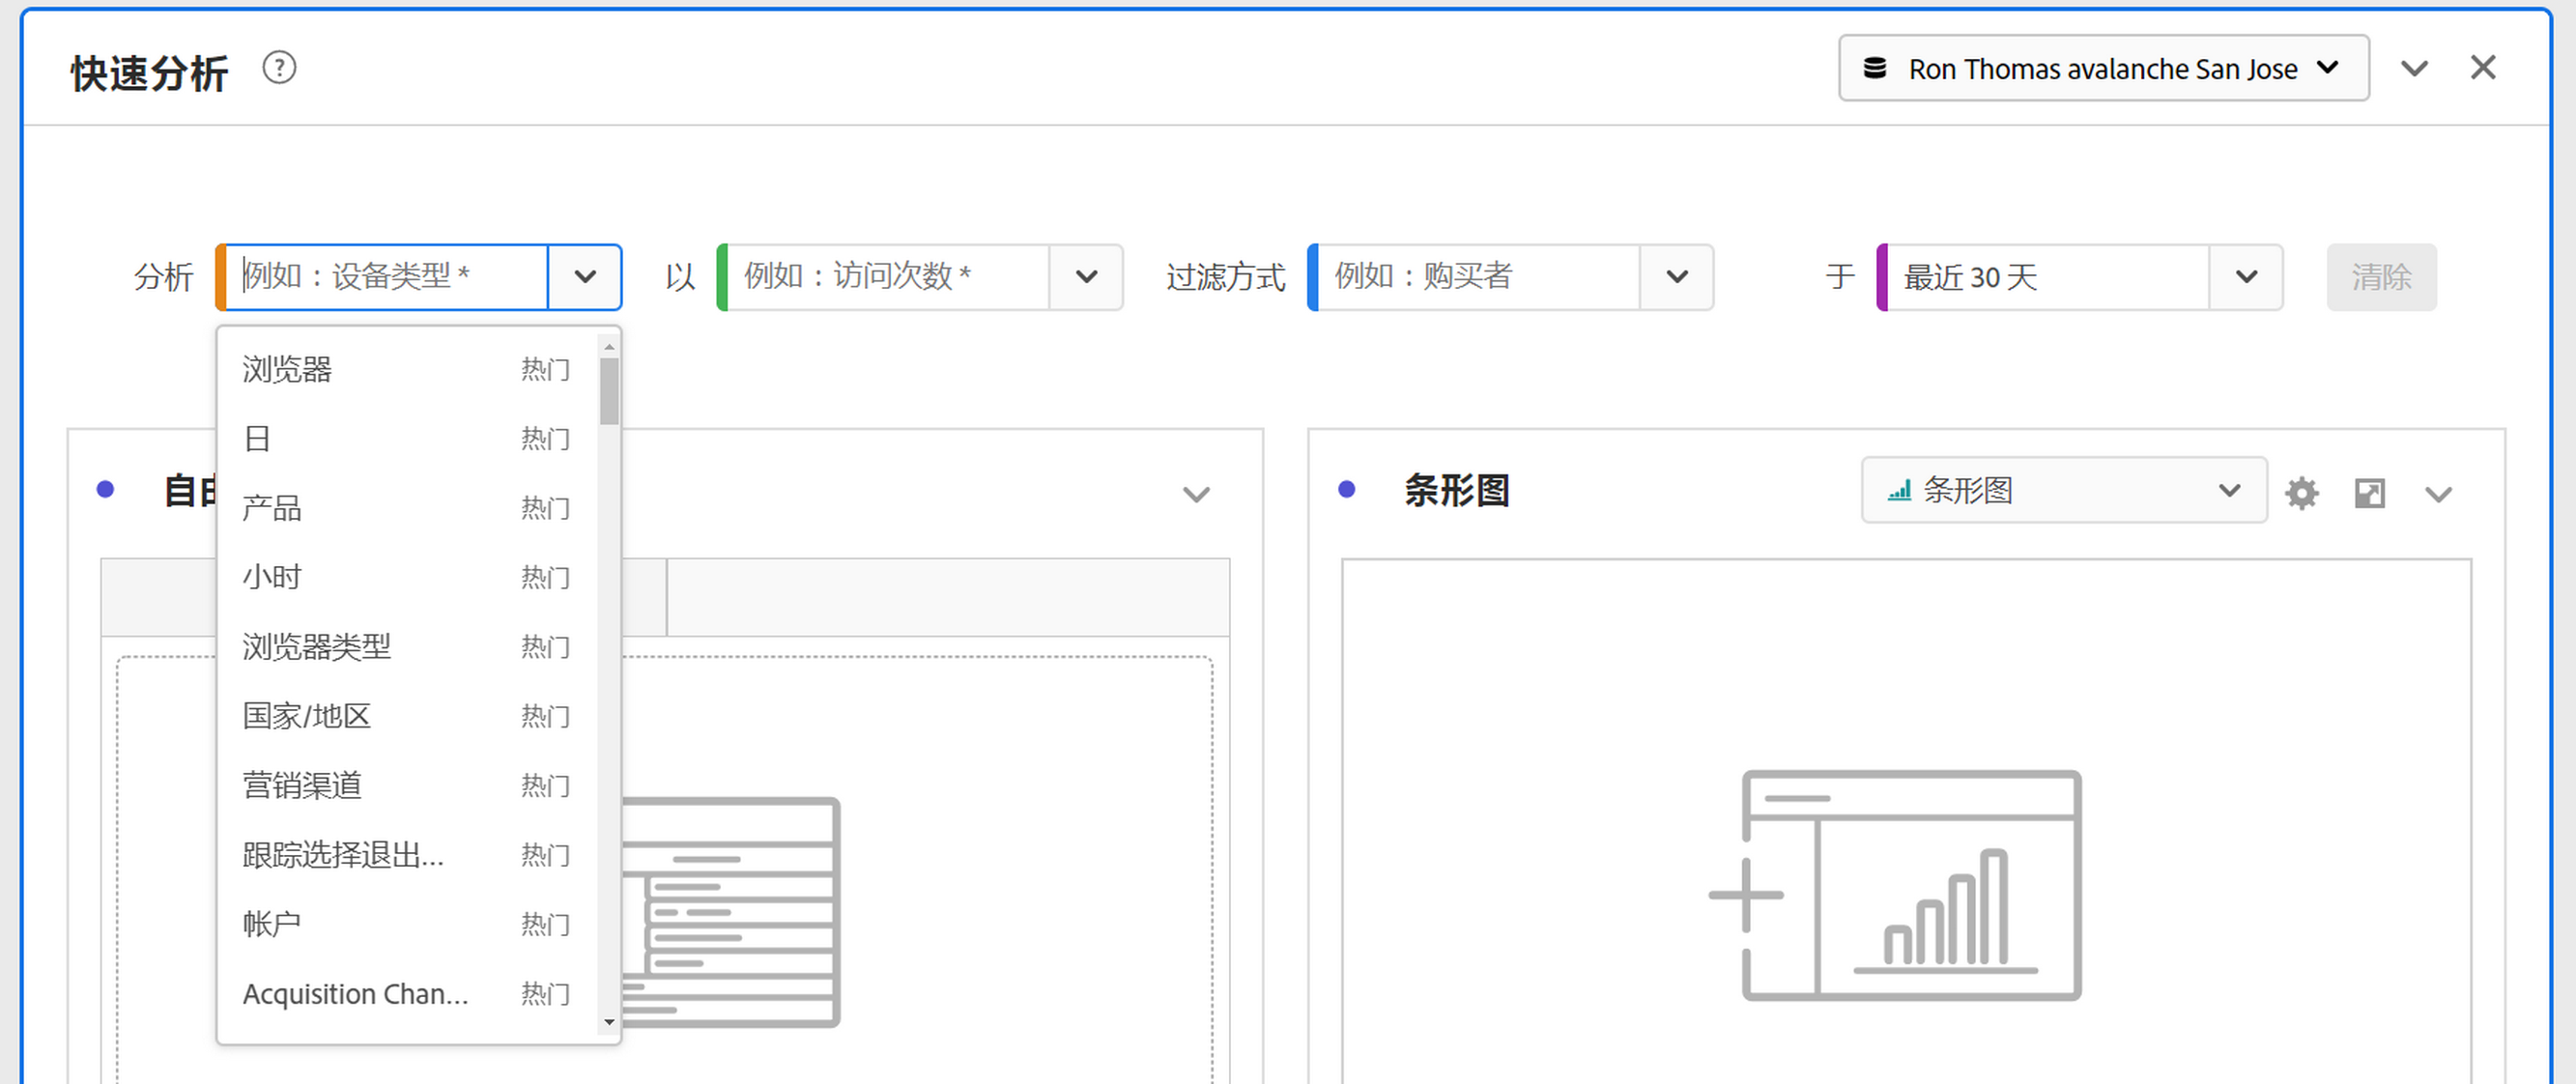 快速分析 ?
Ron Thomas avalanche San Jose
分析 例如：设备类型 * 以 例如：访问次数 * 过滤方式 例如：购买者 于 最近 30 天 清除
浏览器 热门
日 热门
产品 热门
小时 热门
浏览器类型 热门
国家/地区 热门
营销渠道 热门
跟踪选择退出... 热门
帐户 热门
Acquisition Chan... 热门
自由
条形图 条形图